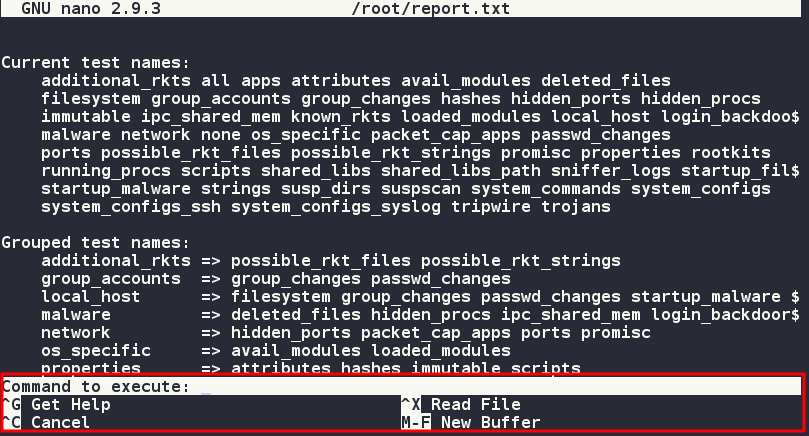 GNU nano 2.9.3 /root/report.txt
Current test names:
additional_rkts all apps attributes avail_modules deleted_files
filesystem group_accounts group_changes hashes hidden_ports hidden_procs
immutable ipc_shared_mem known_rkts loaded_modules local_host login_backdoo$
malware network none os_specific packet_cap_apps passwd_changes
ports possible_rkt_files possible_rkt_strings promisc properties rootkits
running_procs scripts shared_libs shared_libs_path sniffer_logs startup_fil$
startup_malware strings susp_dirs suspscan system_commands system_configs
system_configs_ssh system_configs_syslog tripwire trojans
Grouped test names:
additional_rkts => possible_rkt_files possible_rkt_strings
group_accounts => group_changes passwd_changes
local_host => filesystem group_changes passwd_changes startup_malware $
malware => deleted_files hidden_procs ipc_shared_mem login_backdoor$
network => hidden_ports packet_cap_apps ports promisc
os_specific => avail_modules loaded_modules
properties => attributes hashes immutable scripts
Command to execute:
^G Get Help ^X Read File
^C Cancel M-F New Buffer